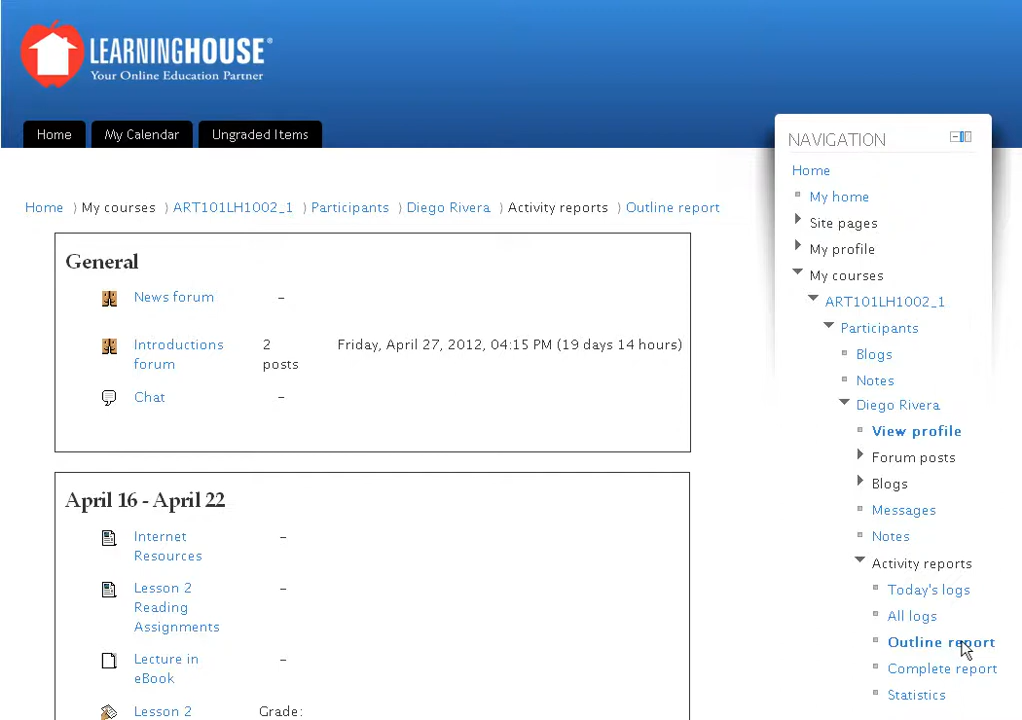 LEARNINGHOUSE®
Your Online Education Partner
Home
My Calendar
Ungraded Items
Home ) My courses ) ART101LH1002_1 ) Participants ) Diego Rivera ) Activity reports ) Outline report
General
News forum –
Introductions forum 2 posts Friday, April 27, 2012, 04:15 PM (19 days 14 hours)
Chat –
April 16 - April 22
Internet
Resources –
Lesson 2
Reading
Assignments –
Lecture in
eBook –
Lesson 2 Grade:
NAVIGATION
Home
My home
Site pages
My profile
My courses
ART101LH1002_1
Participants
Blogs
Notes
Diego Rivera
View profile
Forum posts
Blogs
Messages
Notes
Activity reports
Today's logs
All logs
Outline report
Complete report
Statistics